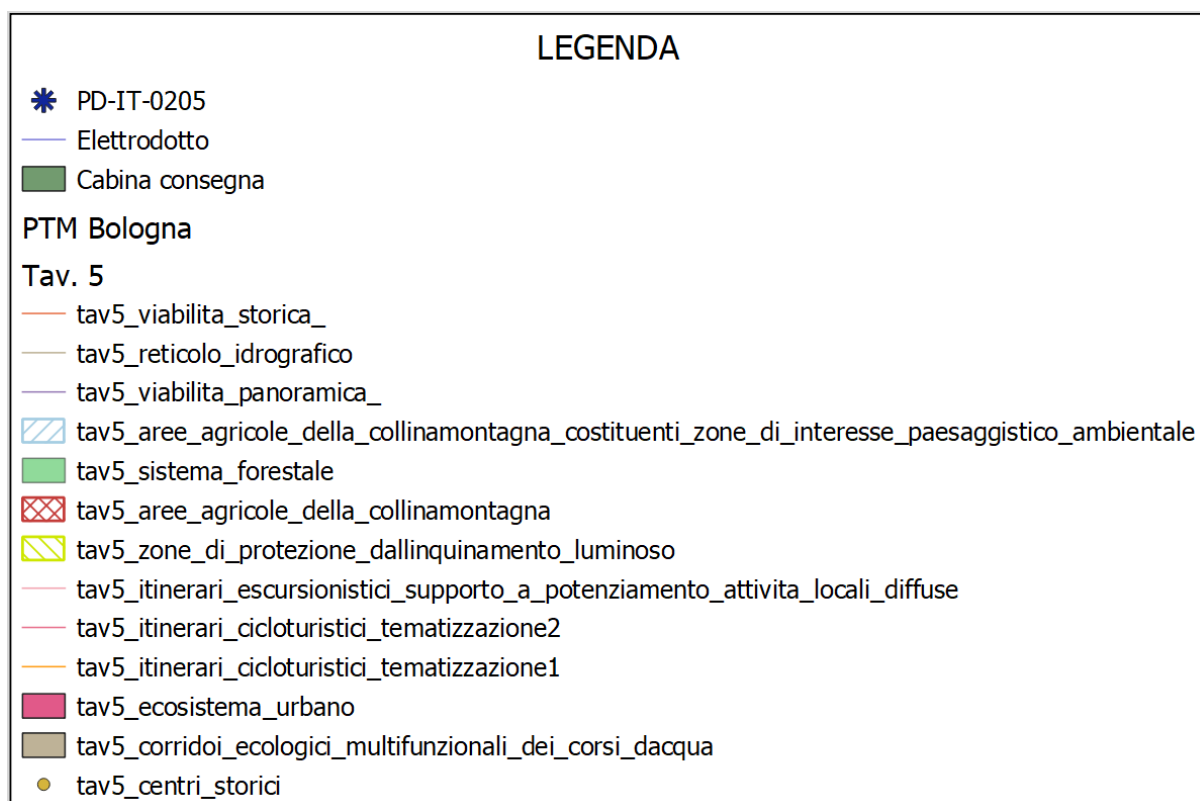 LEGENDA
PD-IT-0205
Elettrodotto
Cabina consegna
PTM Bologna
Tav. 5
tav5_viabilita_storica_
tav5_reticolo_idrografico
tav5_viabilita_panoramica_
tav5_aree_agricole_della_collinamontagna_costituenti_zone_di_interesse_paesaggistico_ambientale
tav5_sistema_forestale
tav5_aree_agricole_della_collinamontagna
tav5_zone_di_protezione_dallinquinamento_luminoso
tav5_itinerari_escursionistici_supporto_a_potenziamento_attivita_locali_diffuse
tav5_itinerari_cicloturistici_tematizzazione2
tav5_itinerari_cicloturistici_tematizzazione1
tav5_ecosistema_urbano
tav5_corridoi_ecologici_multifunzionali_dei_corsi_dacqua
tav5_centri_storici